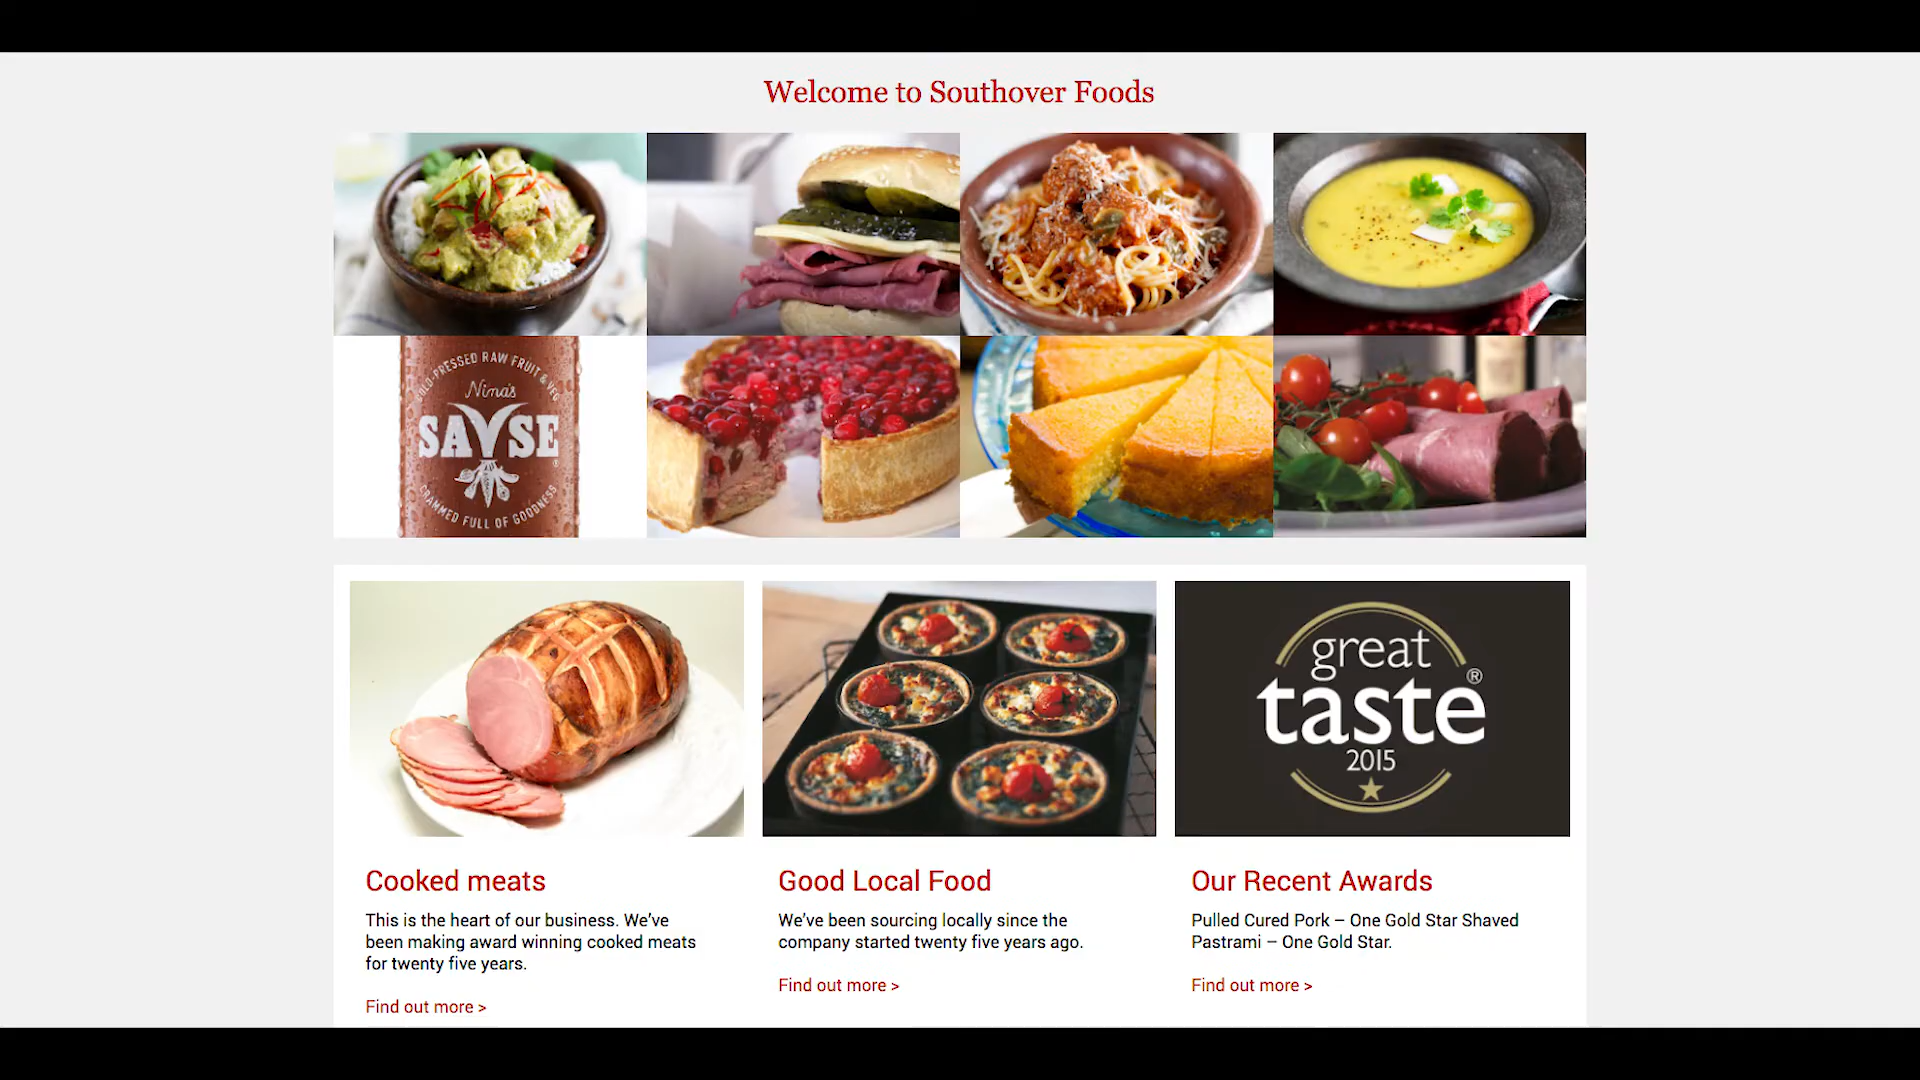 Welcome to Southover Foods
COLD-PRESSED RAW FRUIT & VEG
Nina's
SAVSE
®
CRAMMED FULL OF GOODNESS
great
taste
®
2015
Cooked meats
This is the heart of our business. We’ve
been making award winning cooked meats
for twenty five years.
Find out more >
Good Local Food
We’ve been sourcing locally since the
company started twenty five years ago.
Find out more >
Our Recent Awards
Pulled Cured Pork – One Gold Star Shaved
Pastrami – One Gold Star.
Find out more >